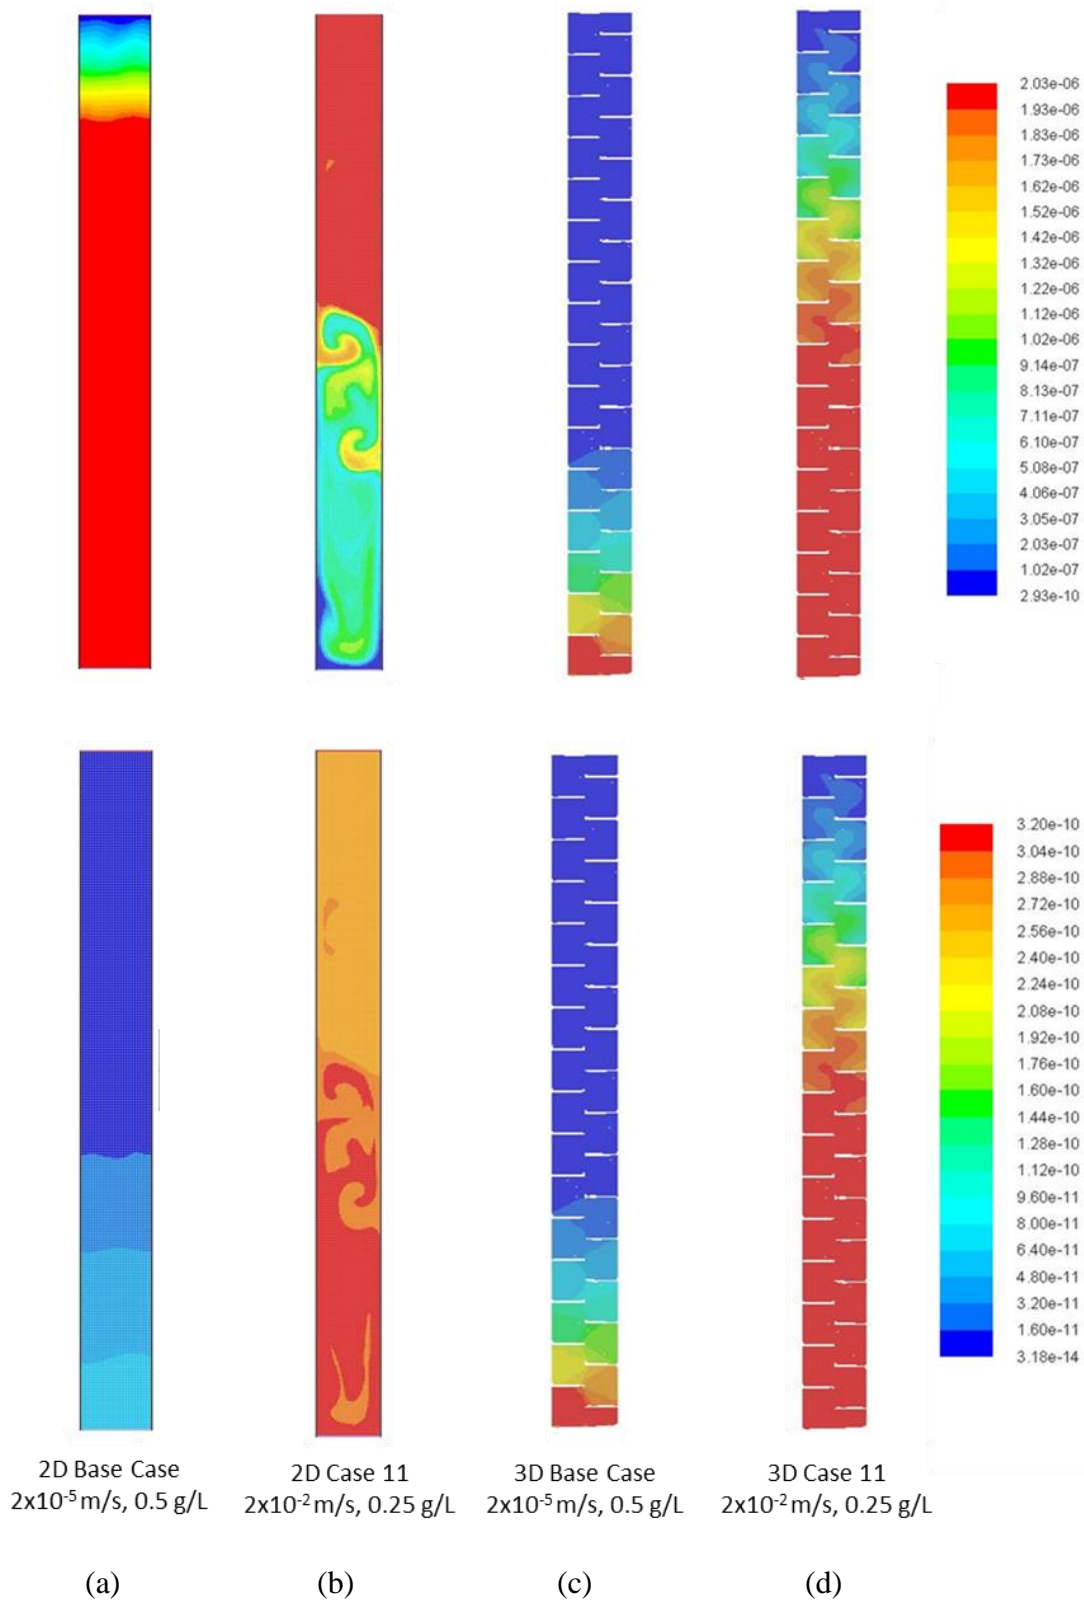 2.03e-06
1.93e-06
1.83e-06
1.73e-06
1.62e-06
1.52e-06
1.42e-06
1.32e-06
1.22e-06
1.12e-06
1.02e-06
9.14e-07
8.13e-07
7.11e-07
6.10e-07
5.08e-07
4.06e-07
3.05e-07
2.03e-07
1.02e-07
2.93e-10
3.20e-10
3.04e-10
2.88e-10
2.72e-10
2.56e-10
2.40e-10
2.24e-10
2.08e-10
1.92e-10
1.76e-10
1.60e-10
1.44e-10
1.28e-10
1.12e-10
9.60e-11
8.00e-11
6.40e-11
4.80e-11
3.20e-11
1.60e-11
3.18e-14
2D Base Case
2x10⁻⁵ m/s, 0.5 g/L
2D Case 11
2x10⁻² m/s, 0.25 g/L
3D Base Case
2x10⁻⁵ m/s, 0.5 g/L
3D Case 11
2x10⁻² m/s, 0.25 g/L
(a) (b) (c) (d)